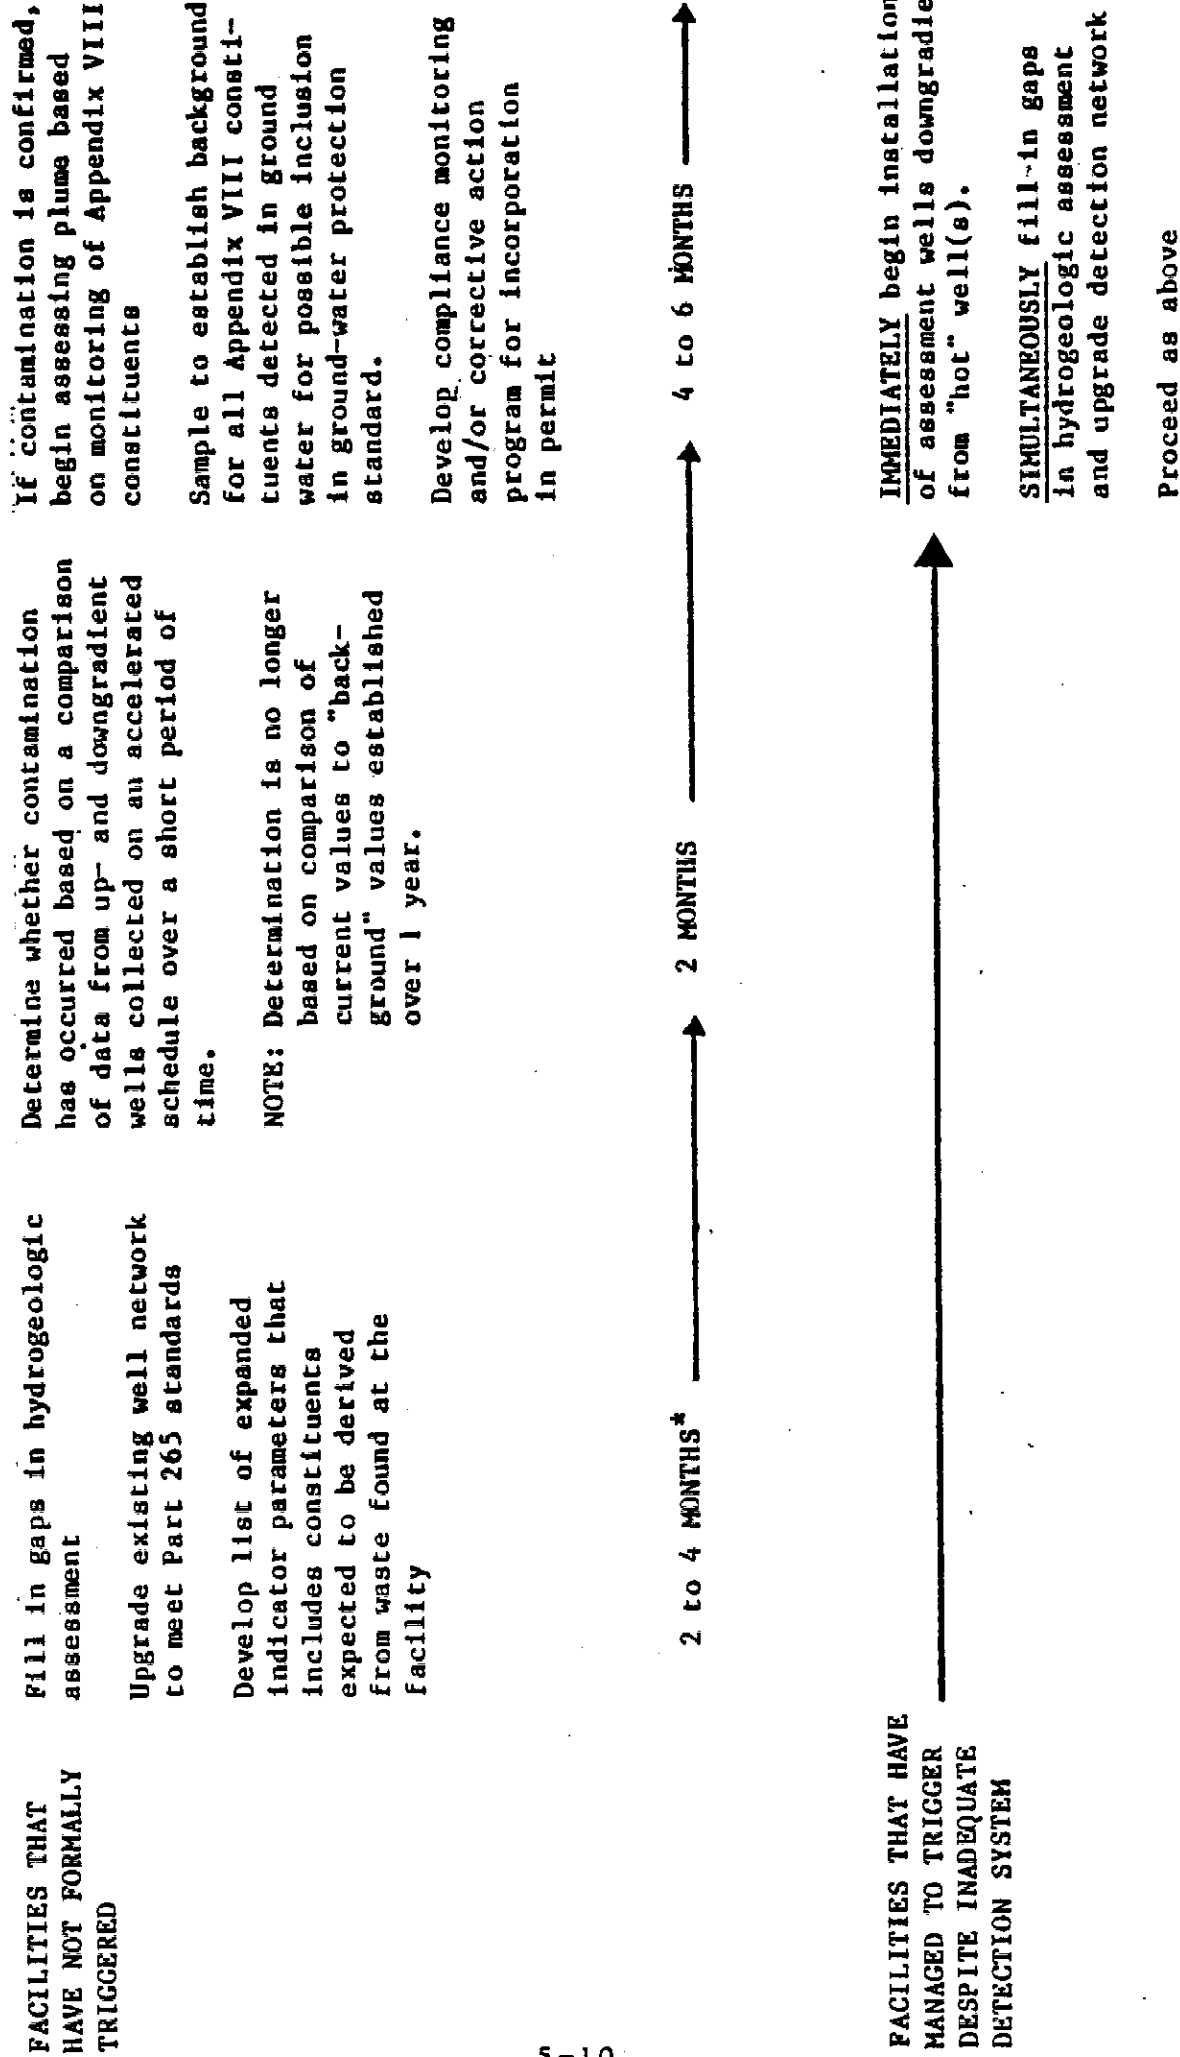 FACILITIES THAT
HAVE NOT FORMALLY
TRIGGERED
Fill in gaps in hydrogeologic
assessment
Upgrade existing well network
to meet Part 265 standards
Develop list of expanded
indicator parameters that
includes constituents
expected to be derived
from waste found at the
facility
Determine whether contamination
has occurred based on a comparison
of data from up- and downgradient
wells collected on an accelerated
schedule over a short period of
time.
NOTE: Determination is no longer
based on comparison of
current values to "back-
ground" values established
over 1 year.
If contamination is confirmed,
begin assessing plume based
on monitoring of Appendix VIII
constituents
Sample to establish background
for all Appendix VIII consti-
tuents detected in ground
water for possible inclusion
in ground-water protection
standard.
Develop compliance monitoring
and/or corrective action
program for incorporation
in permit
2 to 4 MONTHS*
2 MONTHS
4 to 6 MONTHS
FACILITIES THAT HAVE
MANAGED TO TRIGGER
DESPITE INADEQUATE
DETECTION SYSTEM
IMMEDIATELY begin installation
of assessment wells downgradie
from "hot" well(s).
SIMULTANEOUSLY fill-in gaps
in hydrogeologic assessment
and upgrade detection network
Proceed as above
5-10